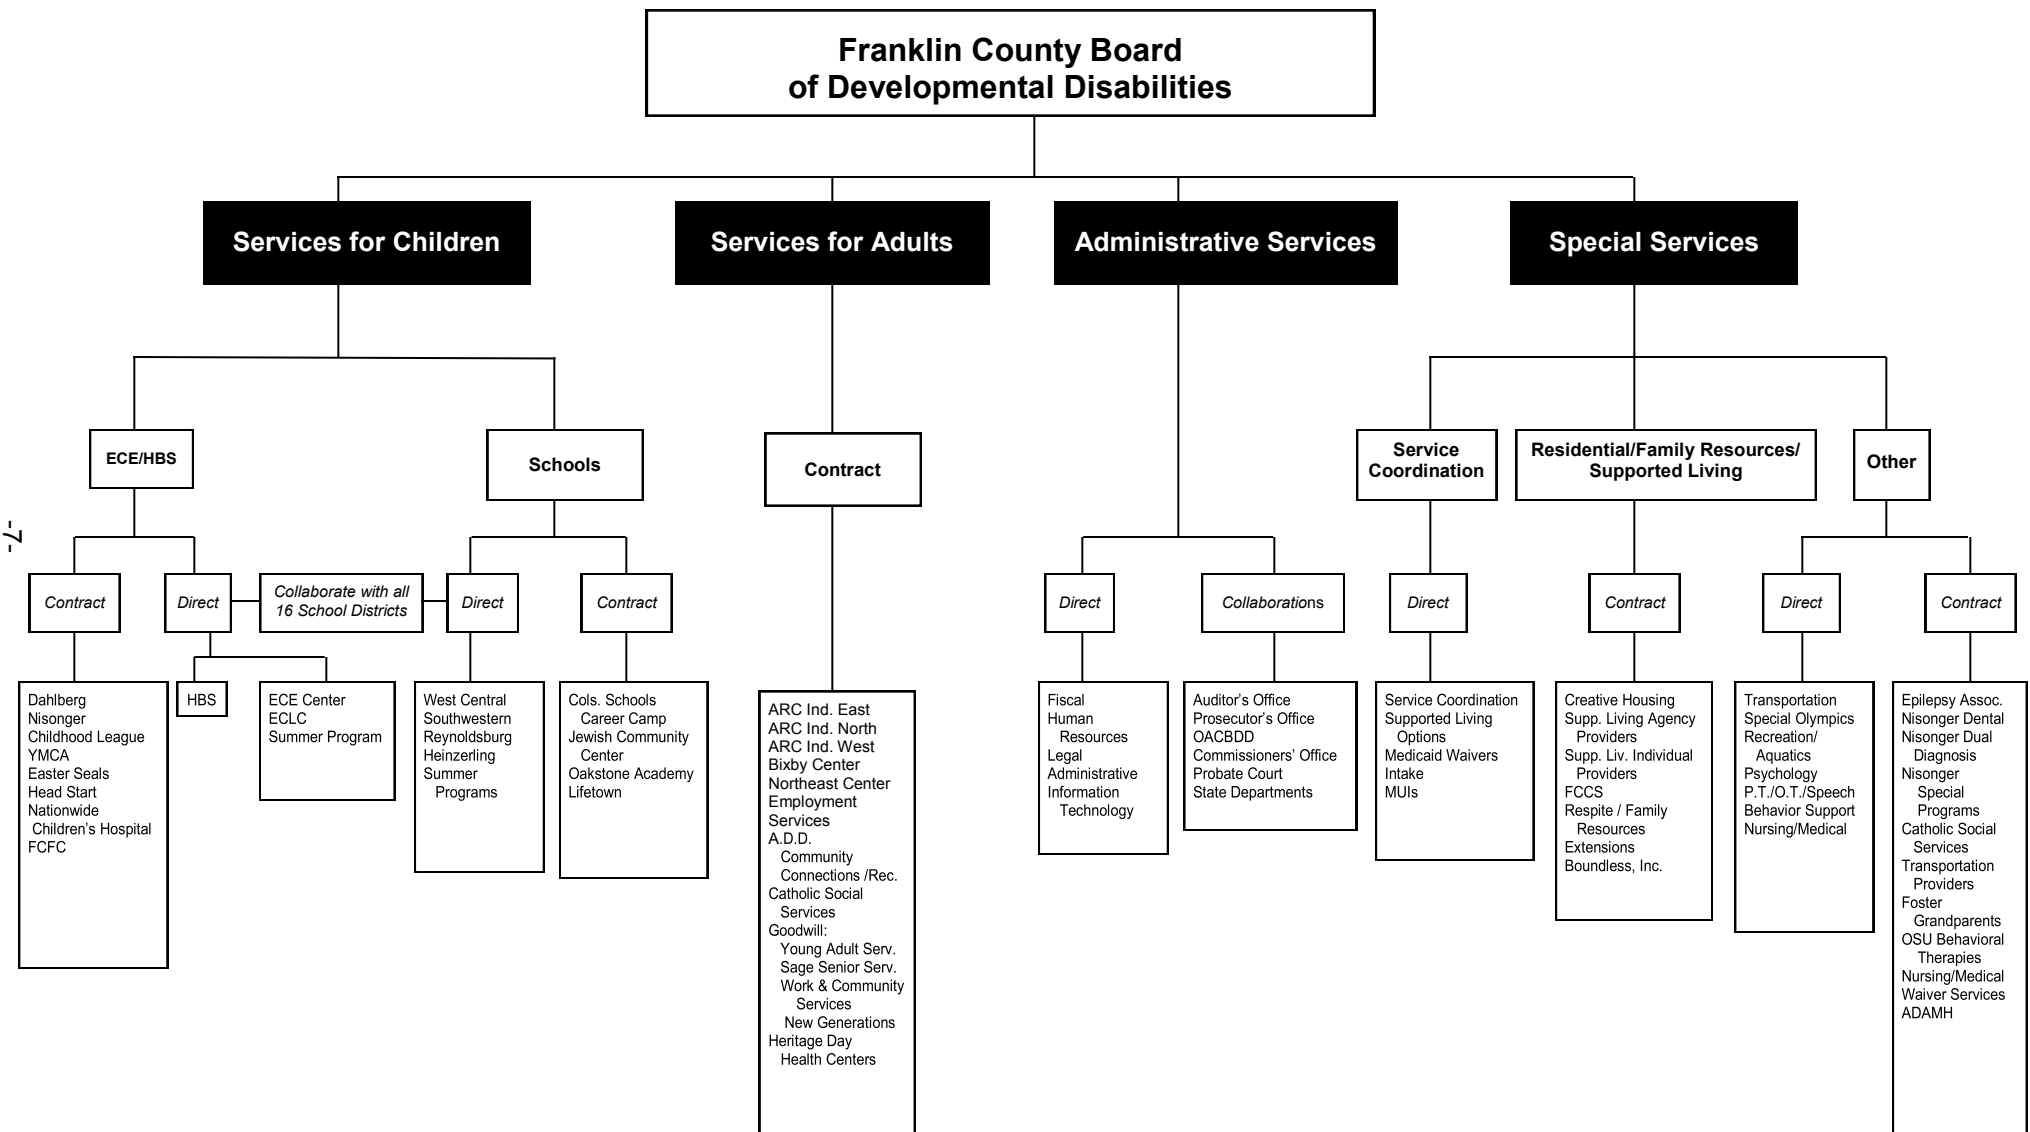 Franklin County Board
of Developmental Disabilities
Services for Children
Services for Adults
Administrative Services
Special Services
ECE/HBS
Schools
Contract
Service
Coordination
Residential/Family Resources/
Supported Living
Other
-7-
Contract
Direct
Collaborate with all
16 School Districts
Direct
Contract
Direct
Collaborations
Direct
Contract
Direct
Contract
Dahlberg
Nisonger
Childhood League
YMCA
Easter Seals
Head Start
Nationwide
Children’s Hospital
FCFC
HBS
ECE Center
ECLC
Summer Program
West Central
Southwestern
Reynoldsburg
Heinzerling
Summer
Programs
Cols. Schools
Career Camp
Jewish Community
Center
Oakstone Academy
Lifetown
ARC Ind. East
ARC Ind. North
ARC Ind. West
Bixby Center
Northeast Center
Employment
Services
A.D.D.
Community
Connections /Rec.
Catholic Social
Services
Goodwill:
Young Adult Serv.
Sage Senior Serv.
Work & Community
Services
New Generations
Heritage Day
Health Centers
Fiscal
Human
Resources
Legal
Administrative
Information
Technology
Auditor’s Office
Prosecutor’s Office
OACBDD
Commissioners’ Office
Probate Court
State Departments
Service Coordination
Supported Living
Options
Medicaid Waivers
Intake
MUIs
Creative Housing
Supp. Living Agency
Providers
Supp. Liv. Individual
Providers
FCCS
Respite / Family
Resources
Extensions
Boundless, Inc.
Transportation
Special Olympics
Recreation/
Aquatics
Psychology
P.T./O.T./Speech
Behavior Support
Nursing/Medical
Epilepsy Assoc.
Nisonger Dental
Nisonger Dual
Diagnosis
Nisonger
Special
Programs
Catholic Social
Services
Transportation
Providers
Foster
Grandparents
OSU Behavioral
Therapies
Nursing/Medical
Waiver Services
ADAMH